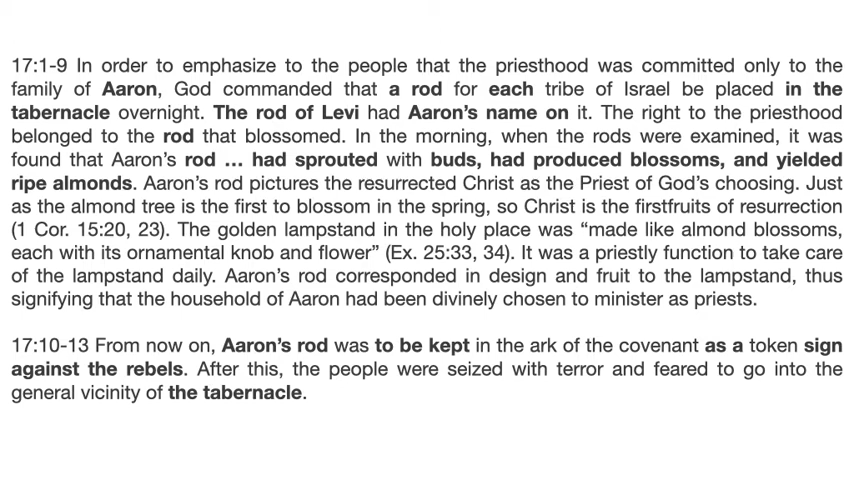 17:1-9 In order to emphasize to the people that the priesthood was committed only to the
family of Aaron, God commanded that a rod for each tribe of Israel be placed in the
tabernacle overnight. The rod of Levi had Aaron’s name on it. The right to the priesthood
belonged to the rod that blossomed. In the morning, when the rods were examined, it was
found that Aaron’s rod … had sprouted with buds, had produced blossoms, and yielded
ripe almonds. Aaron’s rod pictures the resurrected Christ as the Priest of God’s choosing. Just
as the almond tree is the first to blossom in the spring, so Christ is the firstfruits of resurrection
(1 Cor. 15:20, 23). The golden lampstand in the holy place was “made like almond blossoms,
each with its ornamental knob and flower” (Ex. 25:33, 34). It was a priestly function to take care
of the lampstand daily. Aaron’s rod corresponded in design and fruit to the lampstand, thus
signifying that the household of Aaron had been divinely chosen to minister as priests.
17:10-13 From now on, Aaron’s rod was to be kept in the ark of the covenant as a token sign
against the rebels. After this, the people were seized with terror and feared to go into the
general vicinity of the tabernacle.